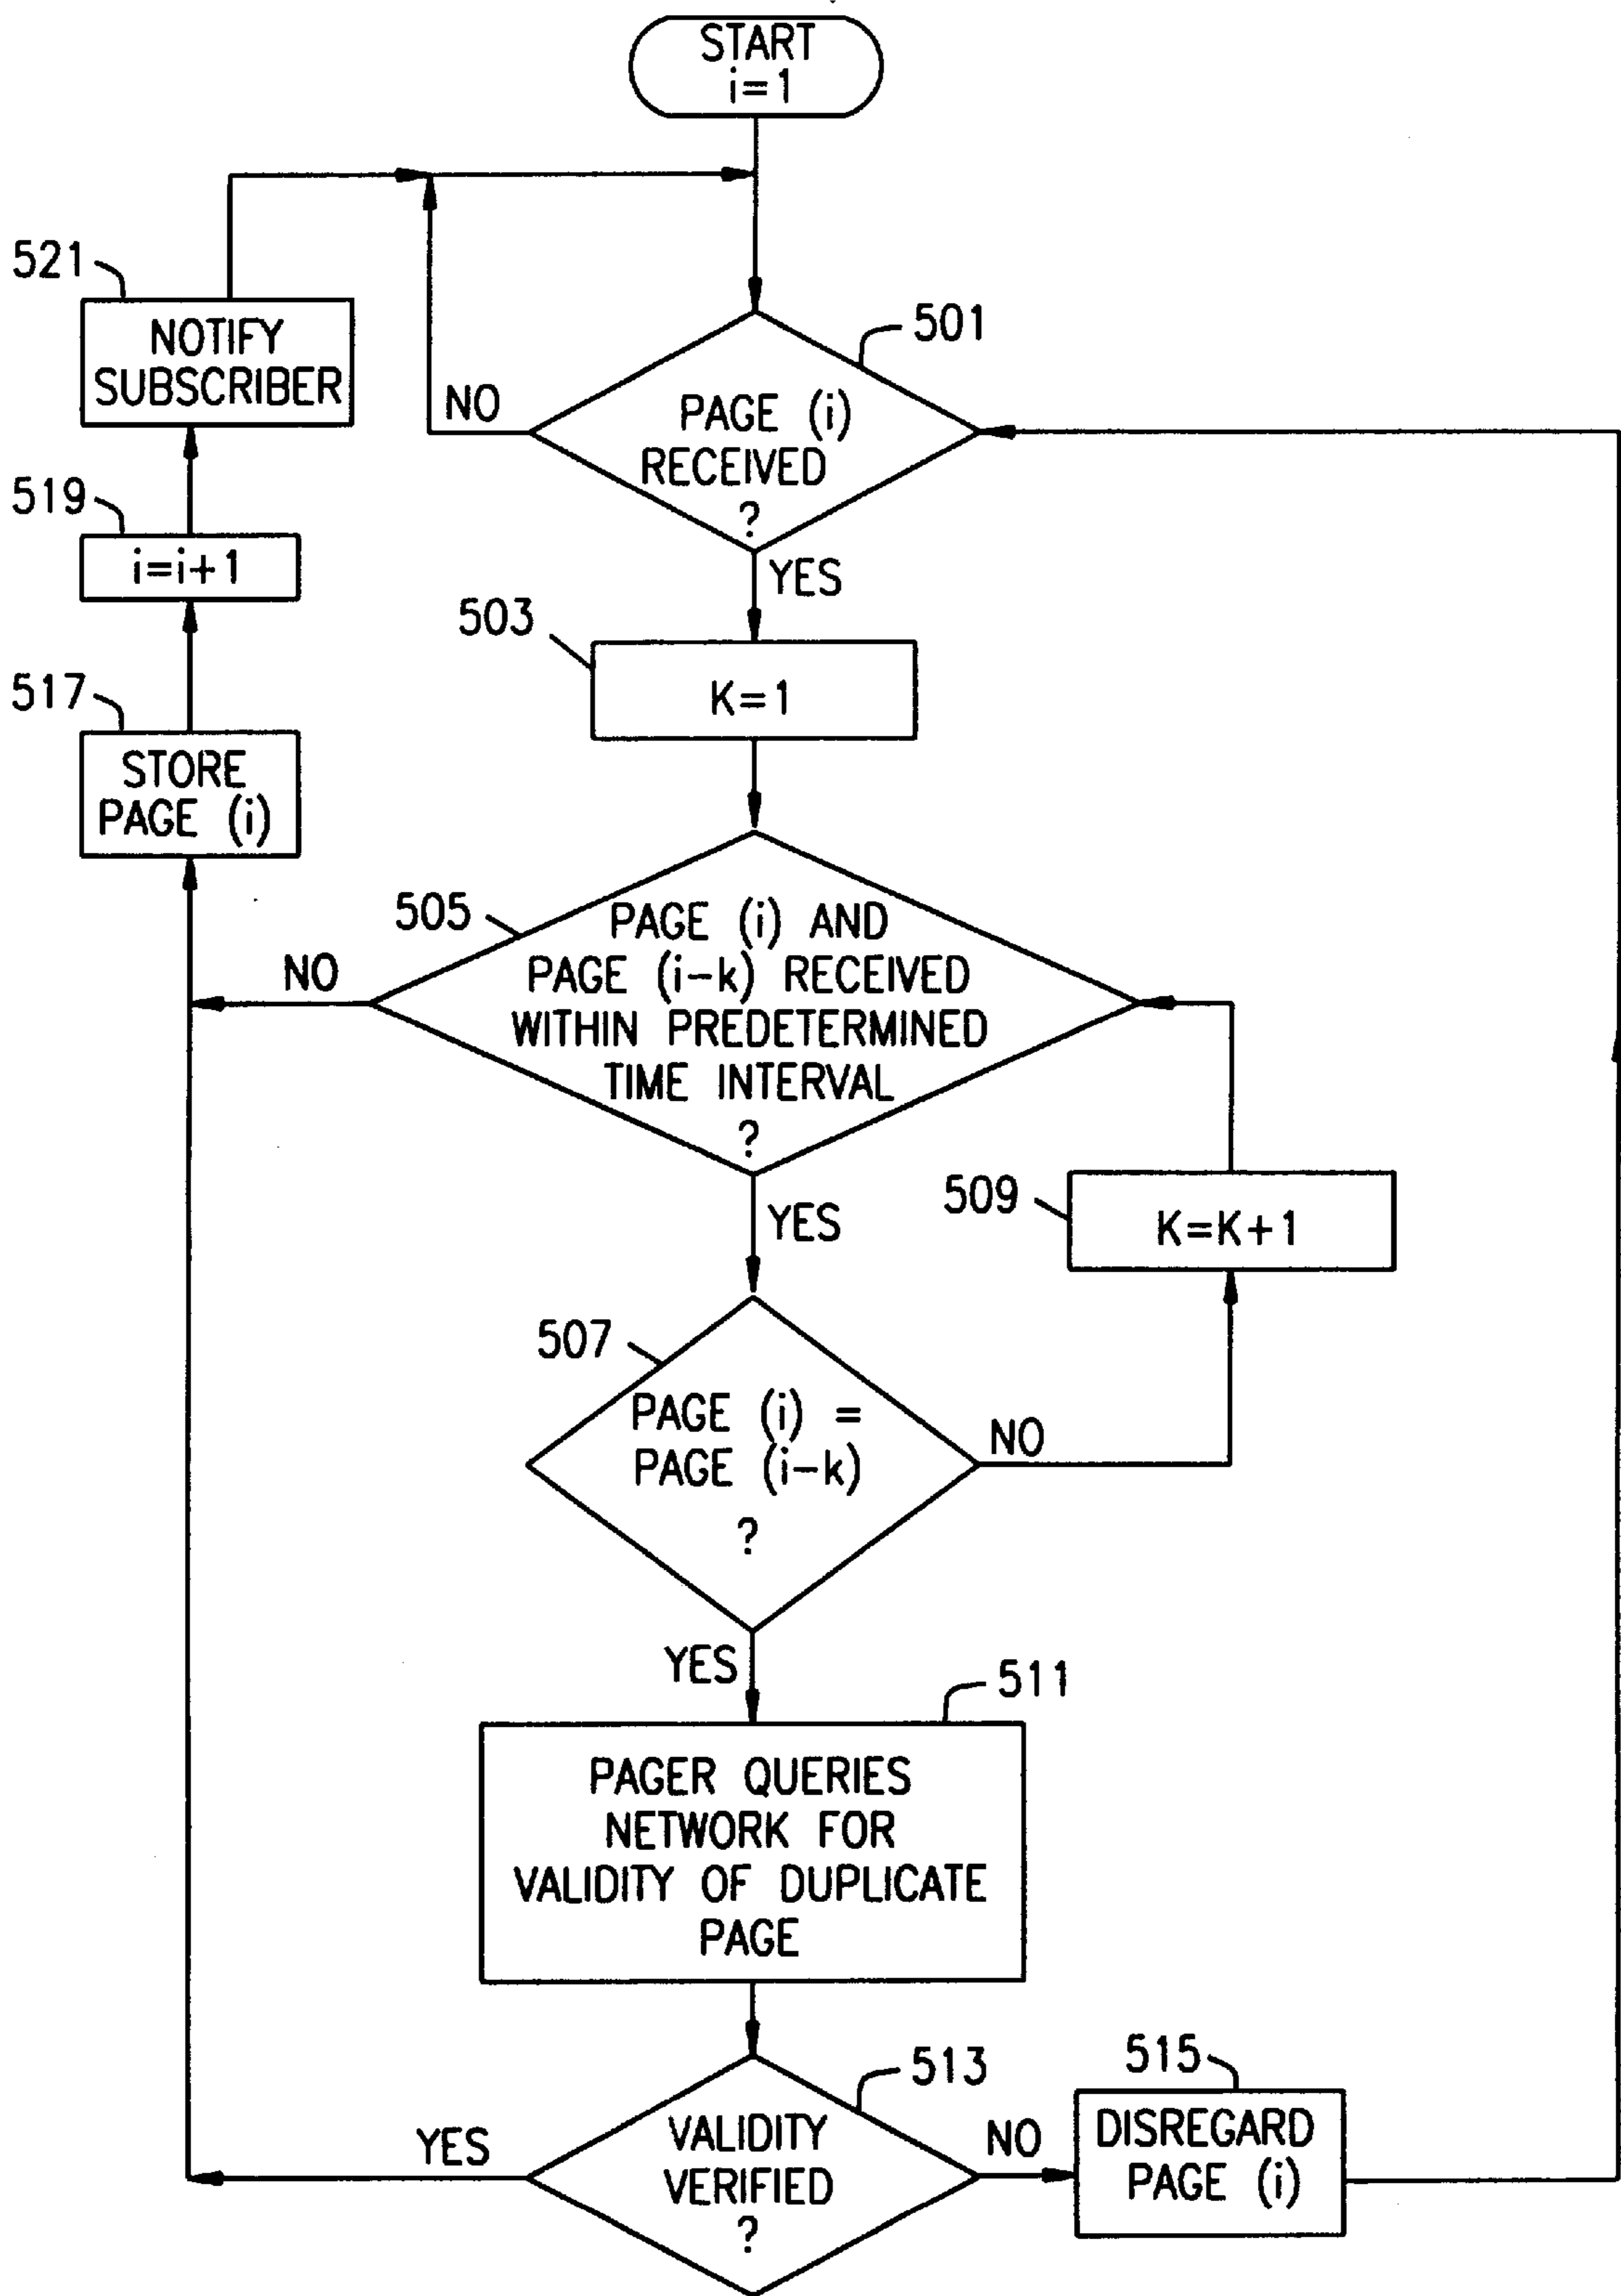 START
i=1
521
NOTIFY
SUBSCRIBER
501
NO
PAGE (i)
RECEIVED
?
519
i=i+1
YES
503
K=1
517
STORE
PAGE (i)
505
PAGE (i) AND
PAGE (i-k) RECEIVED
WITHIN PREDETERMINED
TIME INTERVAL
?
NO
YES
509
K=K+1
507
PAGE (i) =
PAGE (i-k)
?
NO
YES
511
PAGER QUERIES
NETWORK FOR
VALIDITY OF DUPLICATE
PAGE
513
VALIDITY
VERIFIED
?
YES
NO
515
DISREGARD
PAGE (i)